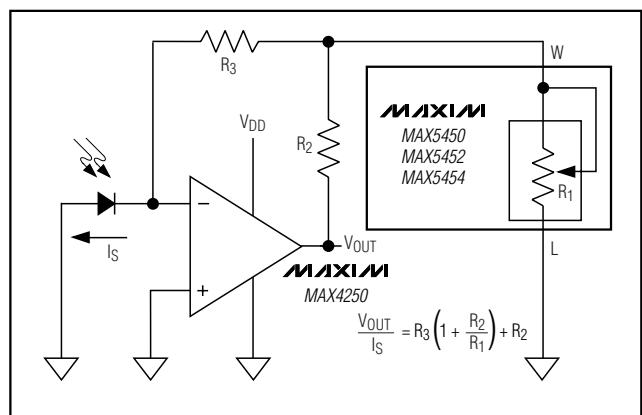 R3
W
MAXIM
MAX5450
MAX5452
MAX5454
R1
VDD
R2
IS
−
+
VOUT
MAXIM
MAX4250
L
VOUT/IS = R3 (1 + R2/R1) + R2